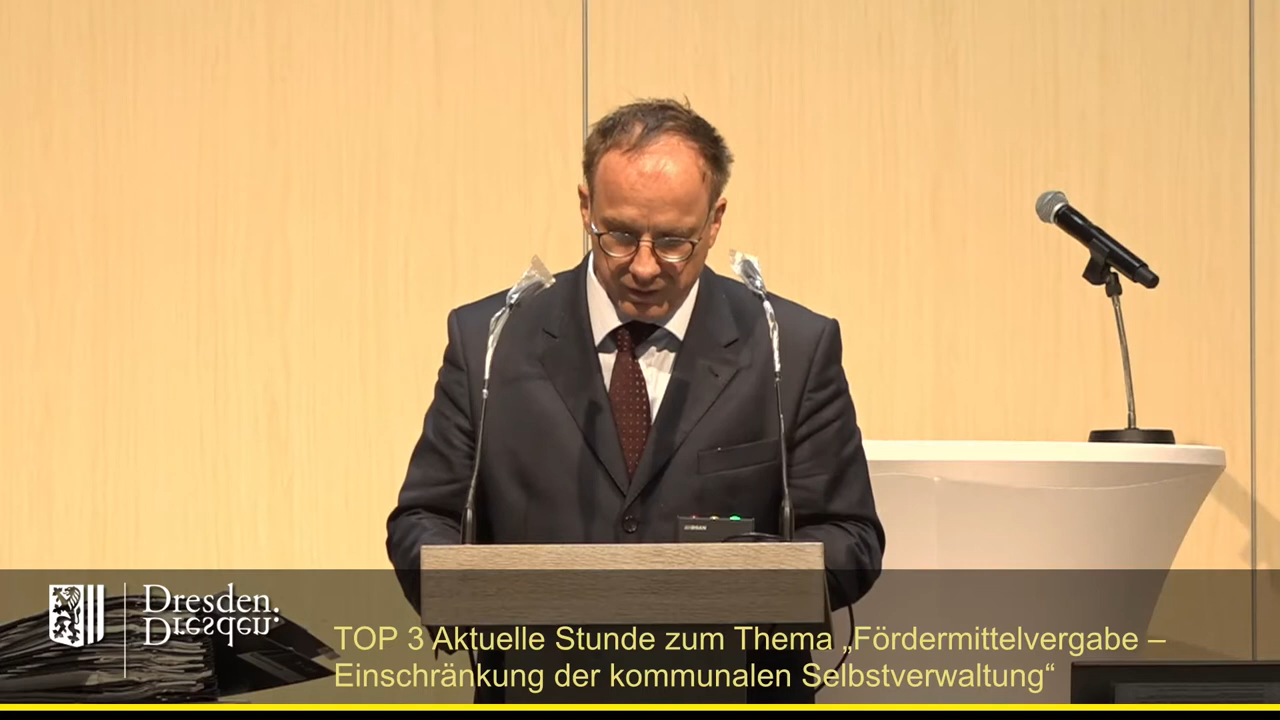 Dresden.
Dresden.
TOP 3 Aktuelle Stunde zum Thema „Fördermittelvergabe –
Einschränkung der kommunalen Selbstverwaltung“